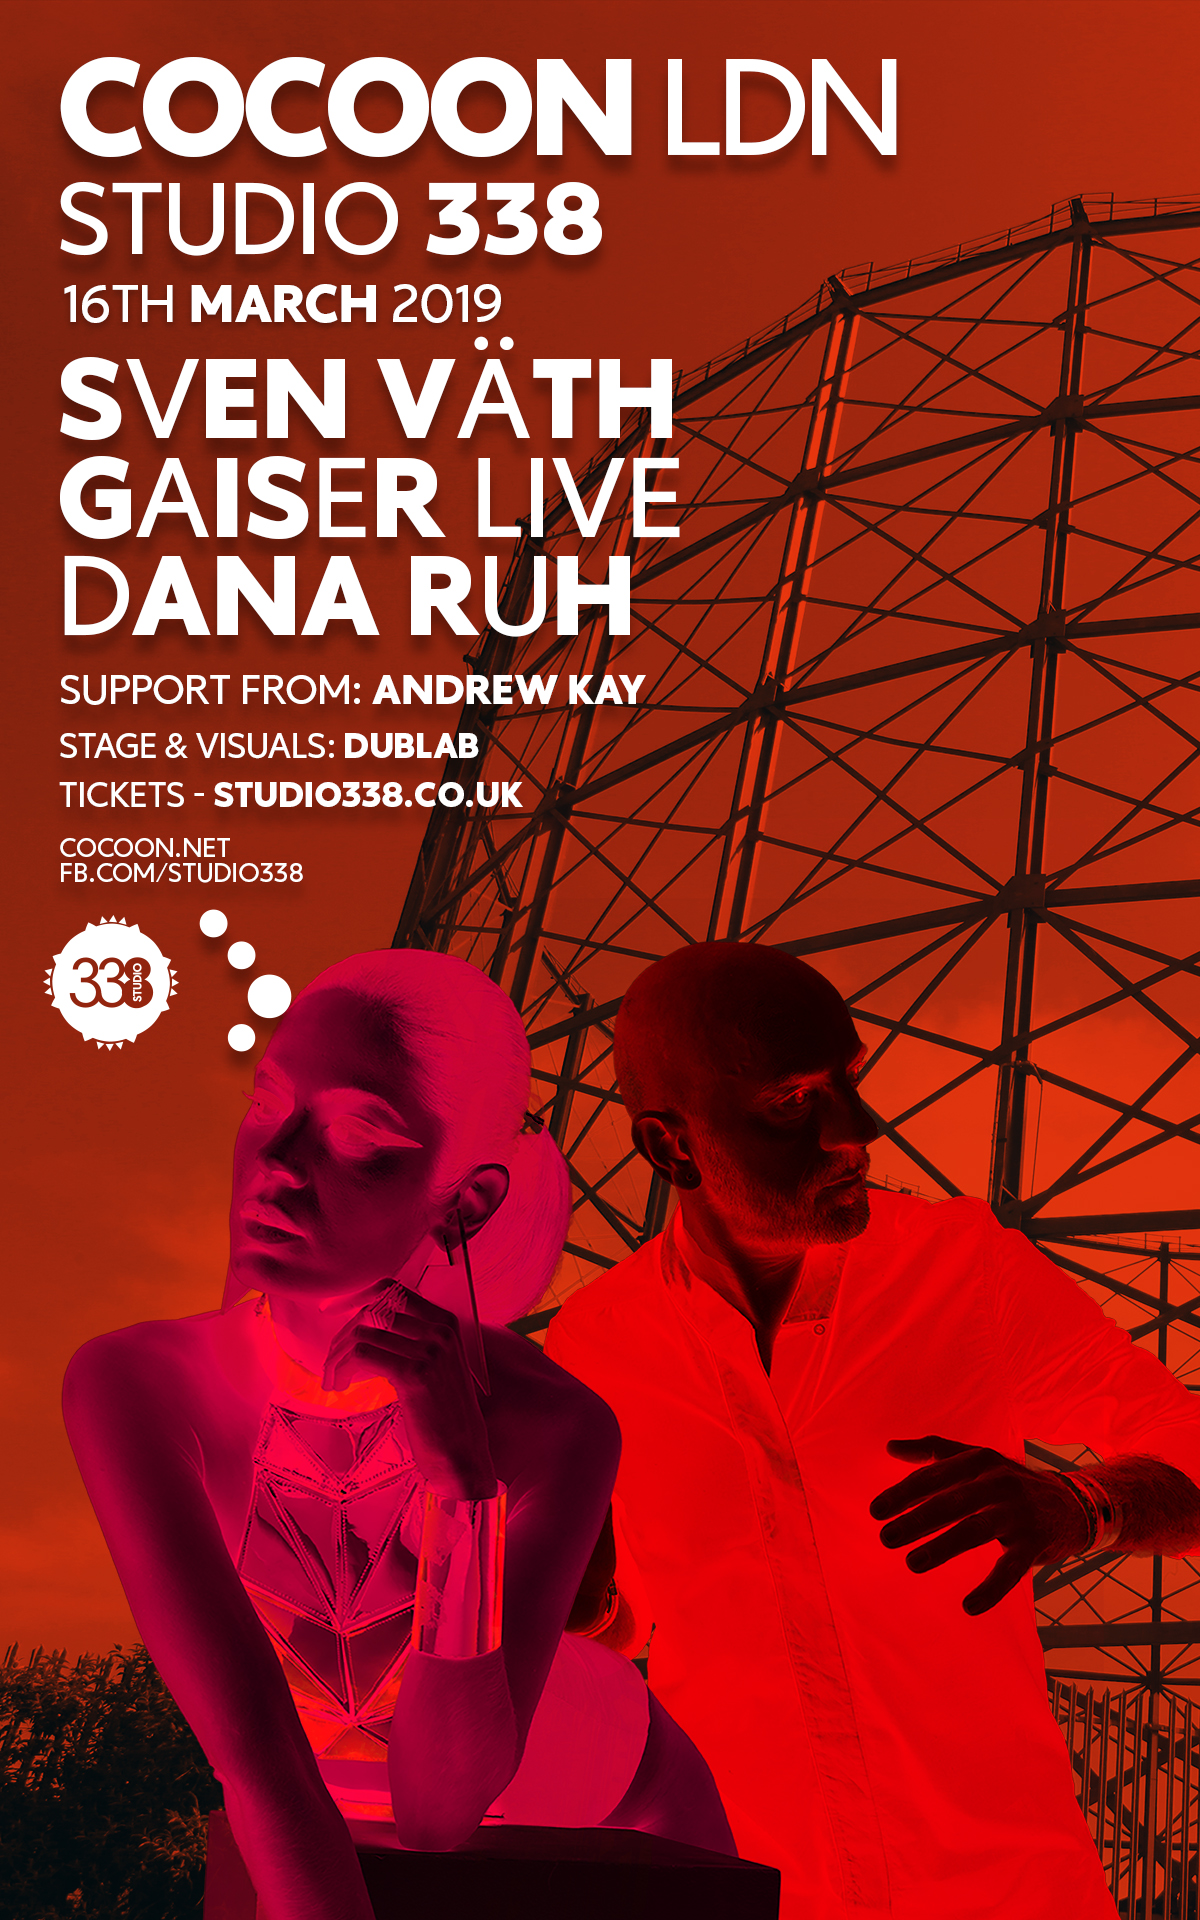 COCOON LDN
STUDIO 338
16TH MARCH 2019
SVEN VÄTH
GAISER LIVE
DANA RUH
SUPPORT FROM: ANDREW KAY
STAGE & VISUALS: DUBLAB
TICKETS - STUDIO338.CO.UK
COCOON.NET
FB.COM/STUDIO338
338 STUDIO